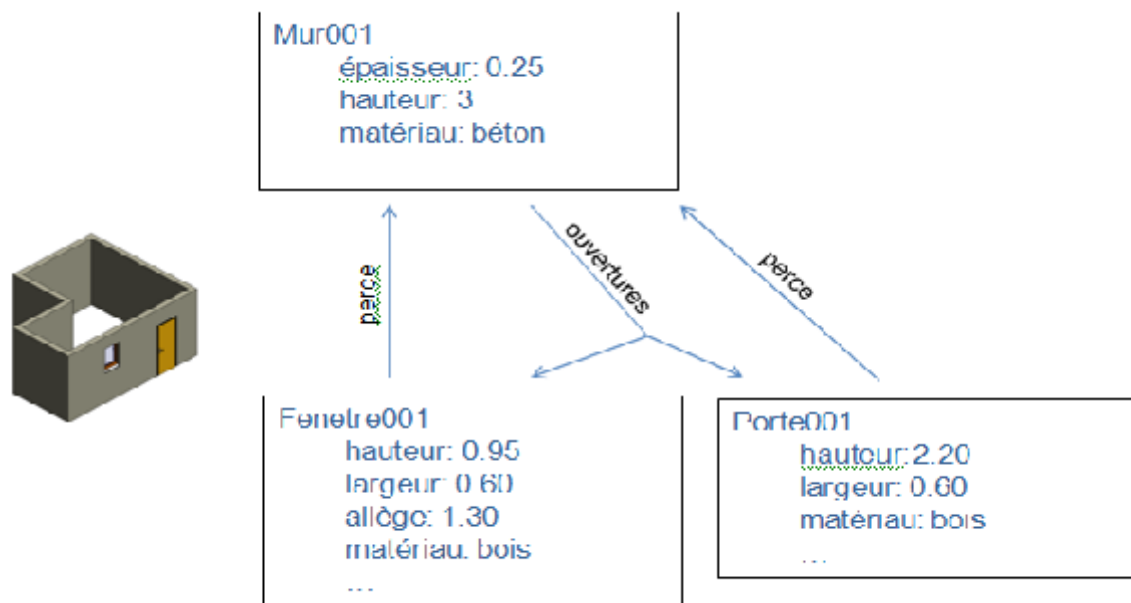 Mur001
épaisseur: 0.25
hauteur: 3
matériau: béton
perce
ouvertures
perce
Fenetre001
hauteur: 0.95
largeur: 0.60
allège: 1.30
matériau: bois
...
Porte001
hauteur: 2.20
largeur: 0.60
matériau: bois
...